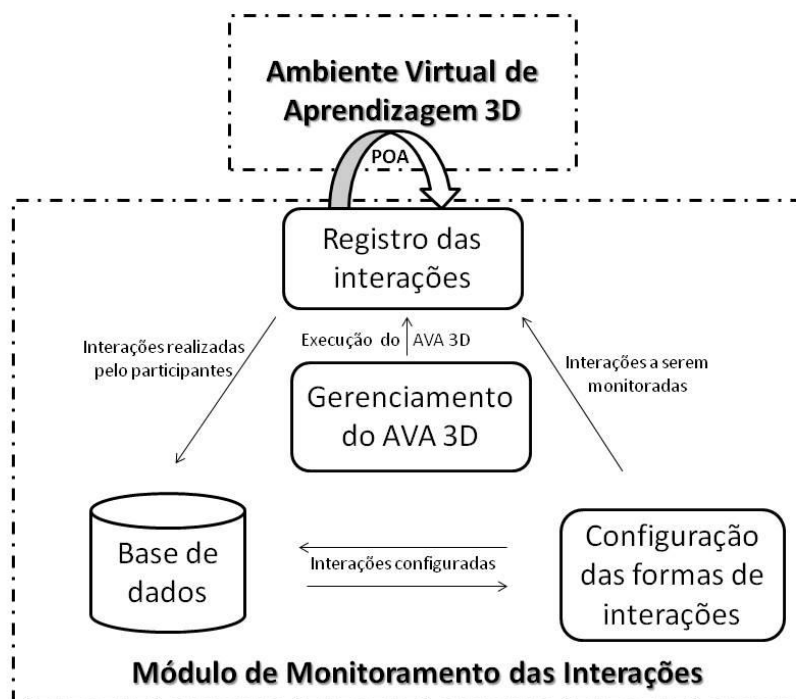 Ambiente Virtual de
Aprendizagem 3D
POA
Registro das
interações
Interações realizadas
pelo participantes
Execução do AVA 3D
Interações a serem
monitoradas
Gerenciamento
do AVA 3D
Base de
dados
Interações configuradas
Configuração
das formas de
interações
Módulo de Monitoramento das Interações